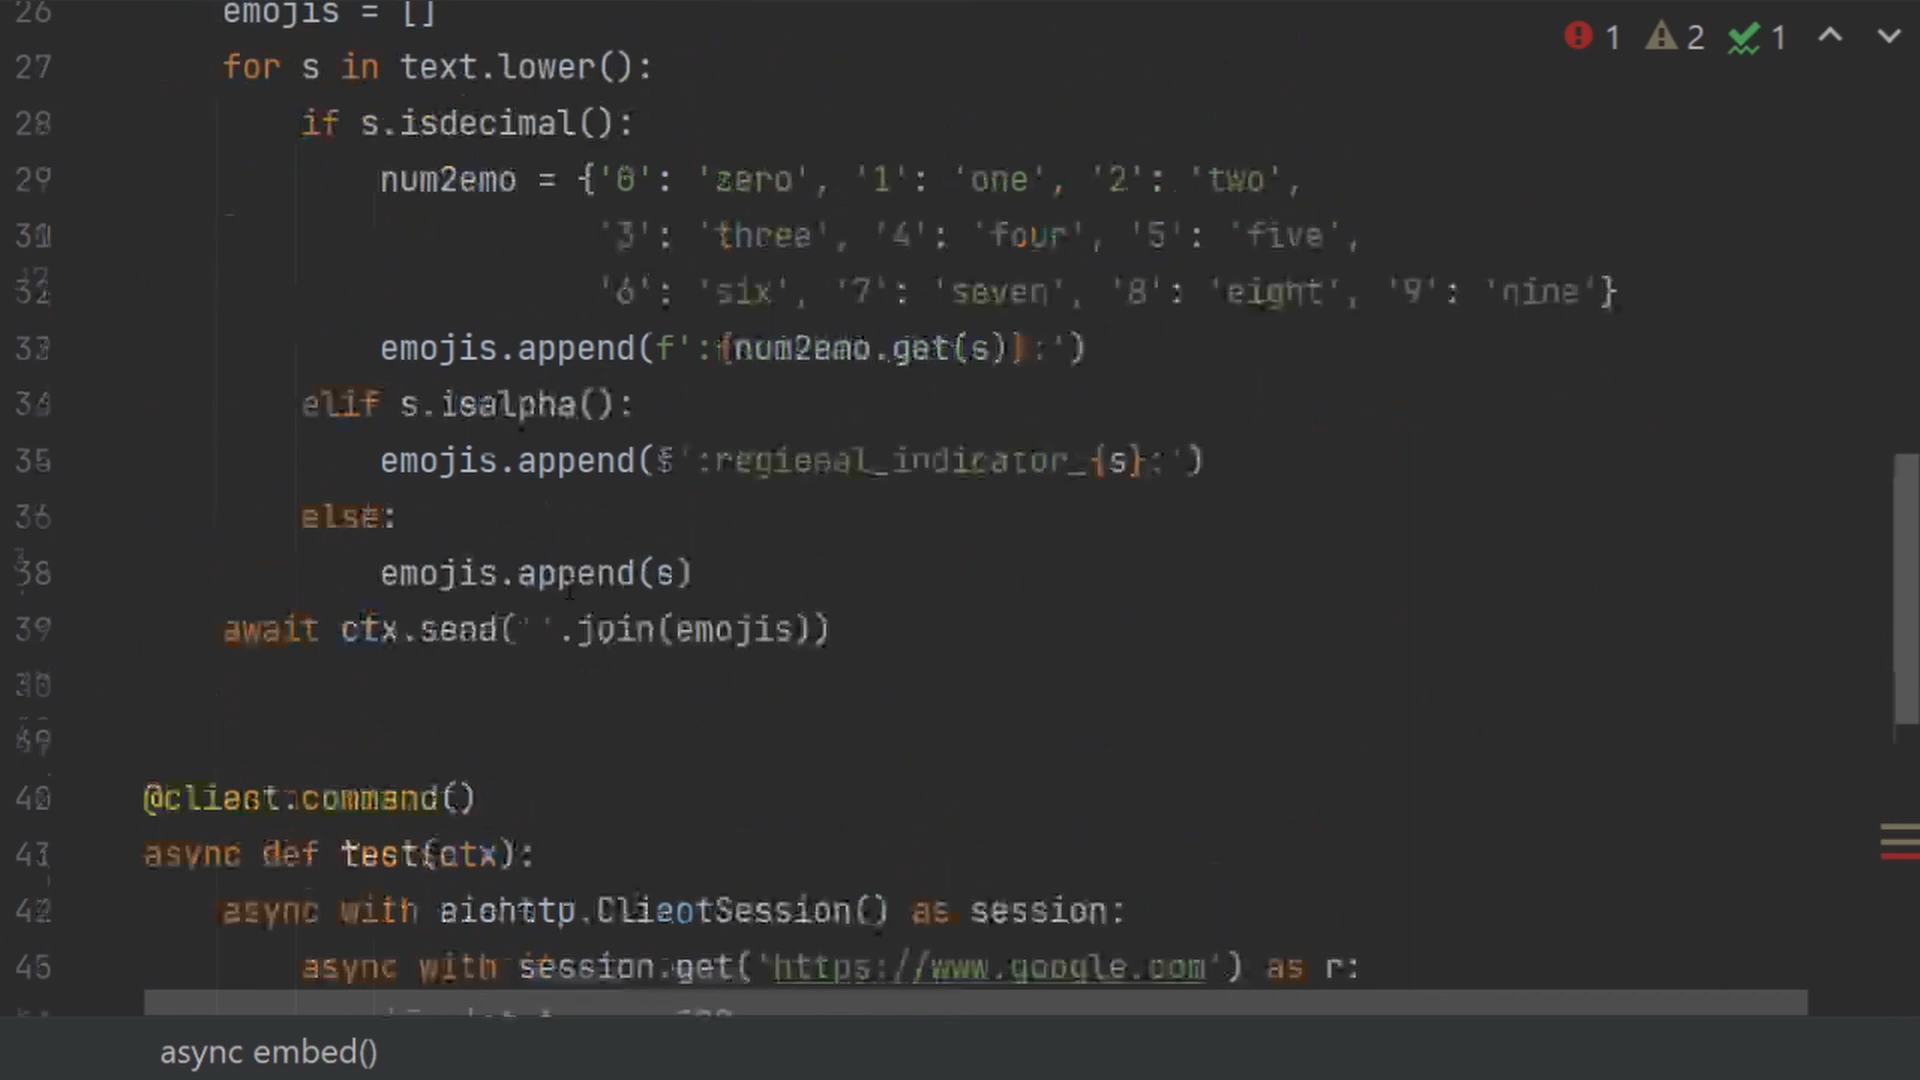 26 emojis = []
27 for s in text.lower():
1 2 1
28 if s.isdecimal():
29 num2emo = {'0': 'zero', '1': 'one', '2': 'two',
'3': 'three', '4': 'four', '5': 'five',
'6': 'six', '7': 'seven', '8': 'eight', '9': 'nine'}
emojis.append(f':{num2emo.get(s)}:')
elif s.isalpha():
35 emojis.append(f':regional_indicator_{s}:')
36 else:
38 emojis.append(s)
39 await ctx.send(' '.join(emojis))
@client.command()
async def test(ctx):
42 async with aiohttp.ClientSession() as session:
async with session.get('https://www.google.com') as r:
async embed()